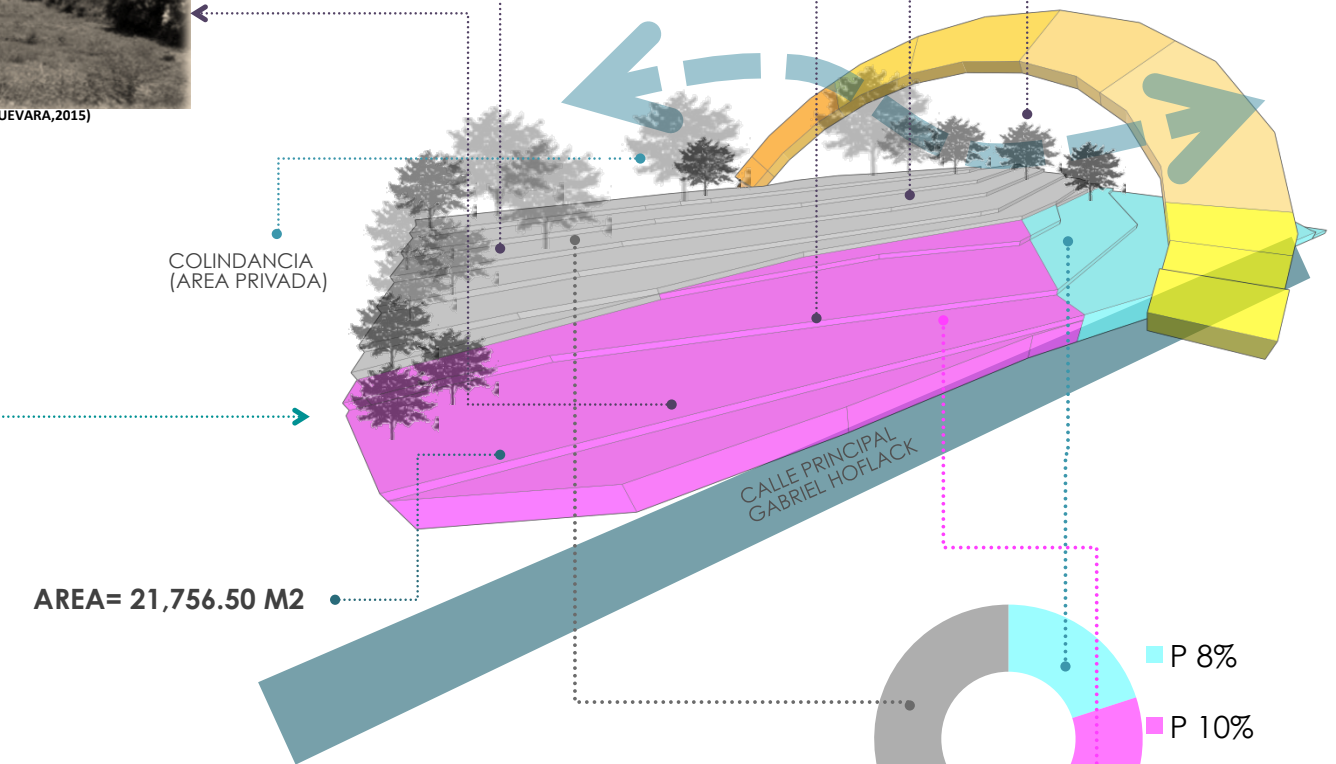 UEVARA,2015)
COLINDANCIA
(AREA PRIVADA)
CALLE PRINCIPAL
GABRIEL HOFLACK
AREA= 21,756.50 M2
P 8%
P 10%